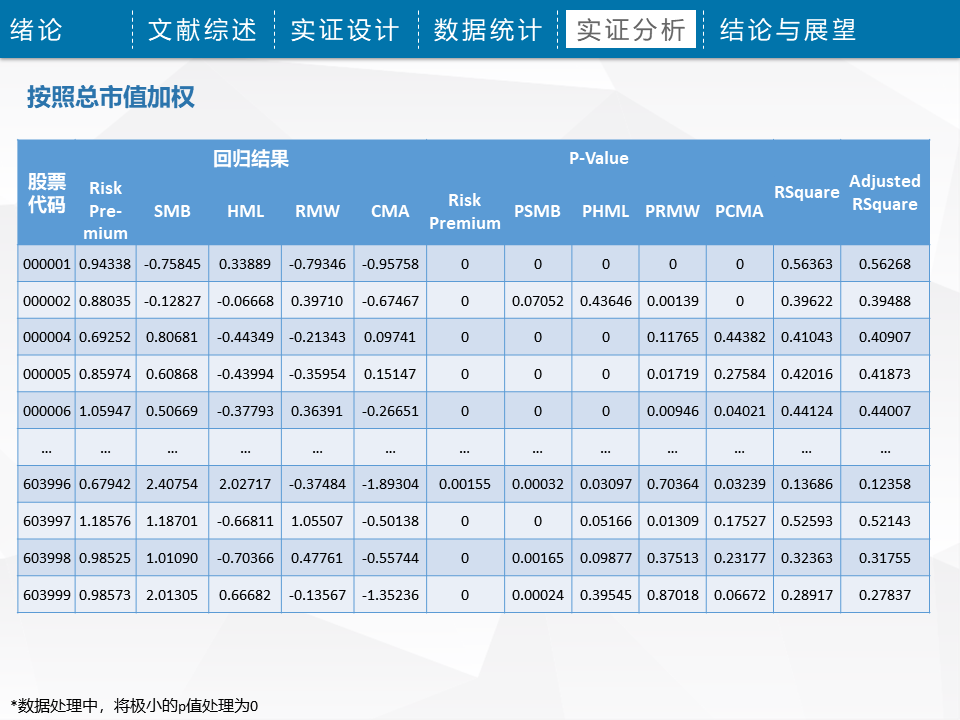 绪论 文献综述 实证设计 数据统计 实证分析 结论与展望
按照总市值加权
股票代码 回归结果 P-Value RSquare Adjusted RSquare
Risk Pre-mium SMB HML RMW CMA Risk Premium PSMB PHML PRMW PCMA
000001 0.94338 -0.75845 0.33889 -0.79346 -0.95758 0 0 0 0 0 0.56363 0.56268
000002 0.88035 -0.12827 -0.06668 0.39710 -0.67467 0 0.07052 0.43646 0.00139 0 0.39622 0.39488
000004 0.69252 0.80681 -0.44349 -0.21343 0.09741 0 0 0 0.11765 0.44382 0.41043 0.40907
000005 0.85974 0.60868 -0.43994 -0.35954 0.15147 0 0 0 0.01719 0.27584 0.42016 0.41873
000006 1.05947 0.50669 -0.37793 0.36391 -0.26651 0 0 0 0.00946 0.04021 0.44124 0.44007
... ... ... ... ... ... ... ... ... ... ... ... ...
603996 0.67942 2.40754 2.02717 -0.37484 -1.89304 0.00155 0.00032 0.03097 0.70364 0.03239 0.13686 0.12358
603997 1.18576 1.18701 -0.66811 1.05507 -0.50138 0 0 0.05166 0.01309 0.17527 0.52593 0.52143
603998 0.98525 1.01090 -0.70366 0.47761 -0.55744 0 0.00165 0.09877 0.37513 0.23177 0.32363 0.31755
603999 0.98573 2.01305 0.66682 -0.13567 -1.35236 0 0.00024 0.39545 0.87018 0.06672 0.28917 0.27837
*数据处理中，将极小的p值处理为0